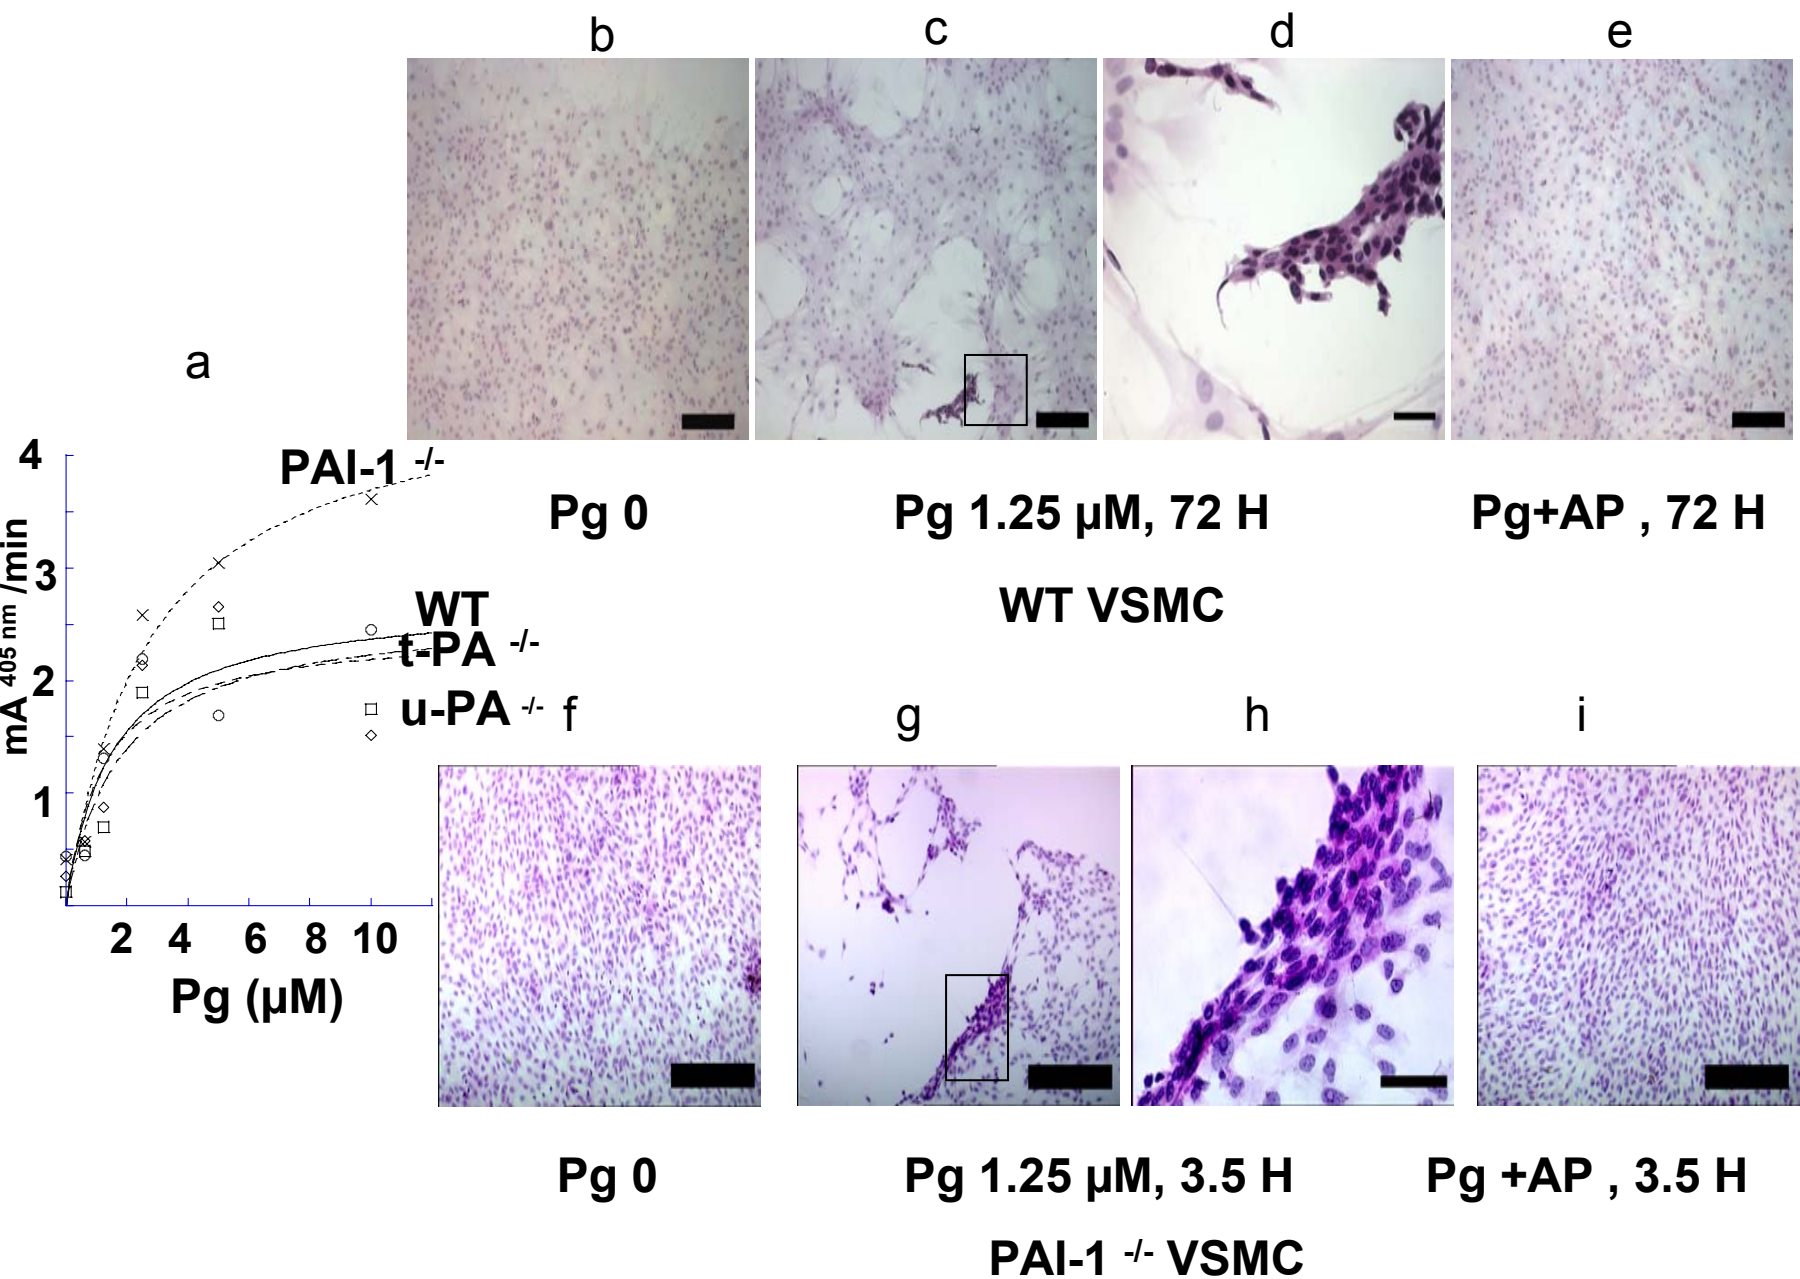 b
c
d
e
a
4
PAI-1 -/-
3
WT
t-PA -/-
2
u-PA -/-
1
mA 405 nm /min
2 4 6 8 10
Pg (µM)
Pg 0
Pg 1.25 µM, 72 H
Pg+AP , 72 H
WT VSMC
f
g
h
i
Pg 0
Pg 1.25 µM, 3.5 H
Pg +AP , 3.5 H
PAI-1 -/- VSMC